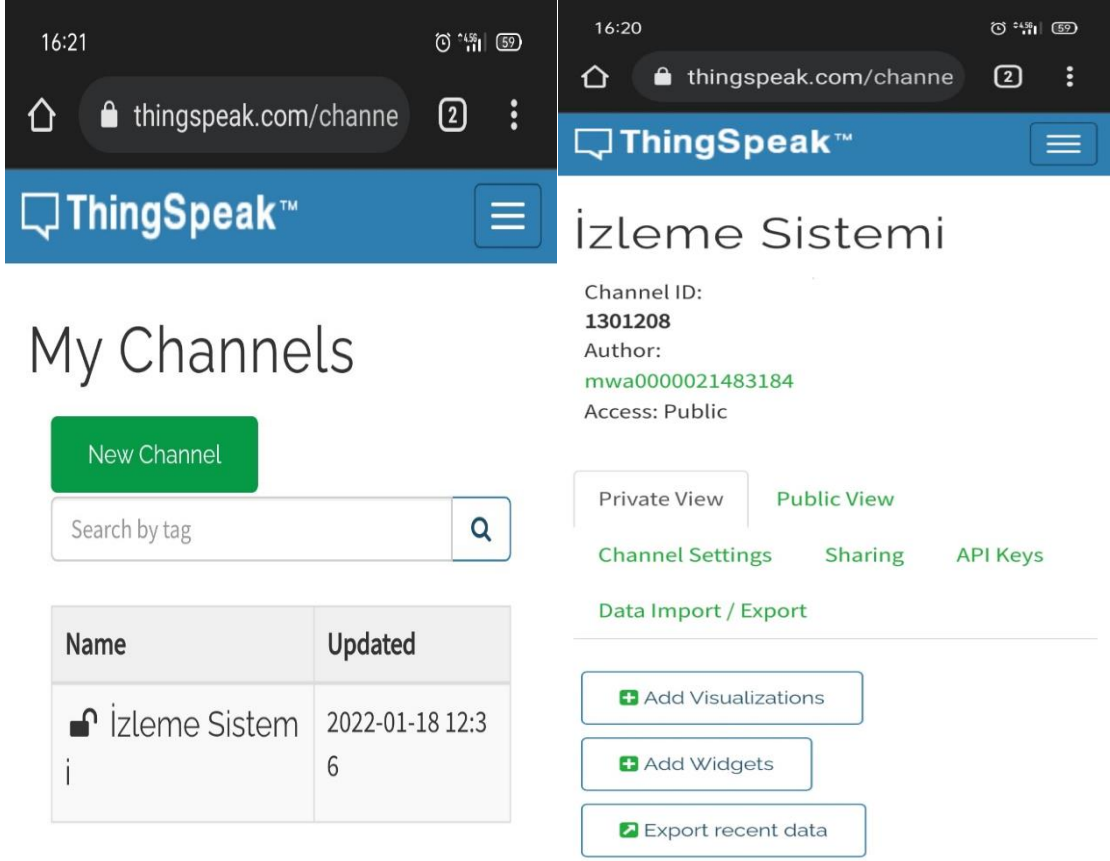 16:21
59
thingspeak.com/channe
2
ThingSpeak™
My Channels
New Channel
Search by tag
Name Updated
İzleme Sistem
i
2022-01-18 12:3
6
16:20
59
thingspeak.com/channe
2
ThingSpeak™
İzleme Sistemi
Channel ID:
1301208
Author:
mwa0000021483184
Access: Public
Private View Public View
Channel Settings Sharing API Keys
Data Import / Export
Add Visualizations
Add Widgets
Export recent data